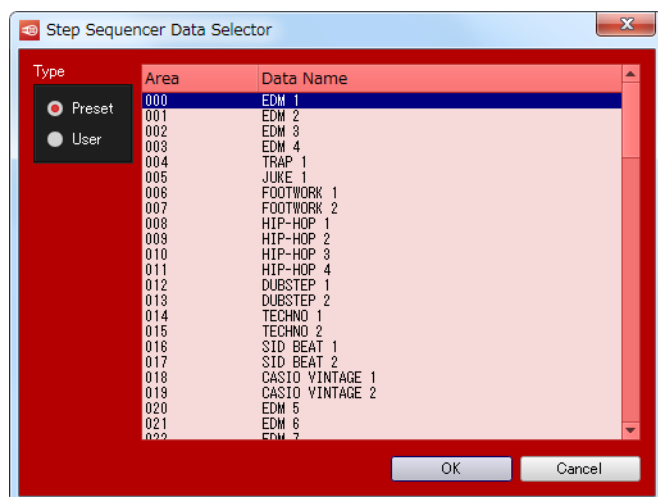 Step Sequencer Data Selector
Type
Preset
User
Area Data Name
000 EDM 1
001 EDM 2
002 EDM 3
003 EDM 4
004 TRAP 1
005 JUKE 1
006 FOOTWORK 1
007 FOOTWORK 2
008 HIP-HOP 1
009 HIP-HOP 2
010 HIP-HOP 3
011 HIP-HOP 4
012 DUBSTEP 1
013 DUBSTEP 2
014 TECHNO 1
015 TECHNO 2
016 SID BEAT 1
017 SID BEAT 2
018 CASIO VINTAGE 1
019 CASIO VINTAGE 2
020 EDM 5
021 EDM 6
022 EDM 7
OK Cancel